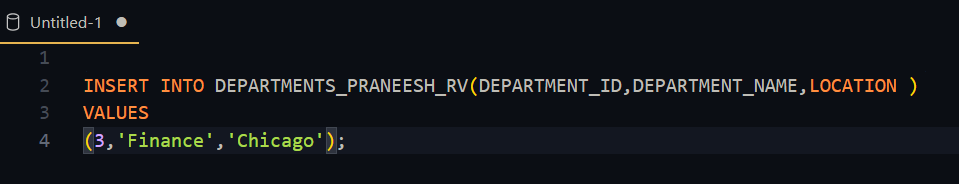 Untitled-1
1
2 INSERT INTO DEPARTMENTS_PRANEESH_RV(DEPARTMENT_ID,DEPARTMENT_NAME,LOCATION )
3 VALUES
4 (3,'Finance','Chicago');